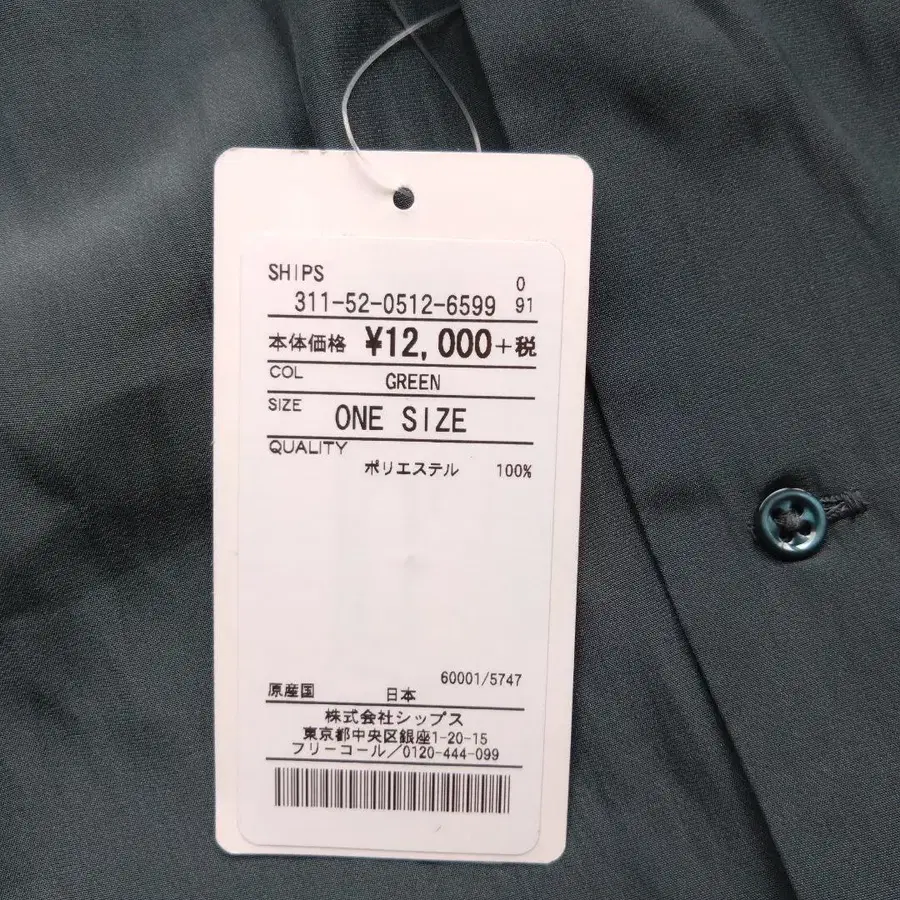 SHIPS
0
311-52-0512-6599 91
本体価格 ¥12,000+税
COL GREEN
SIZE ONE SIZE
QUALITY
ポリエステル 100%
60001/5747
原産国 日本
株式会社シップス
東京都中央区銀座1-20-15
フリーコール/0120-444-099